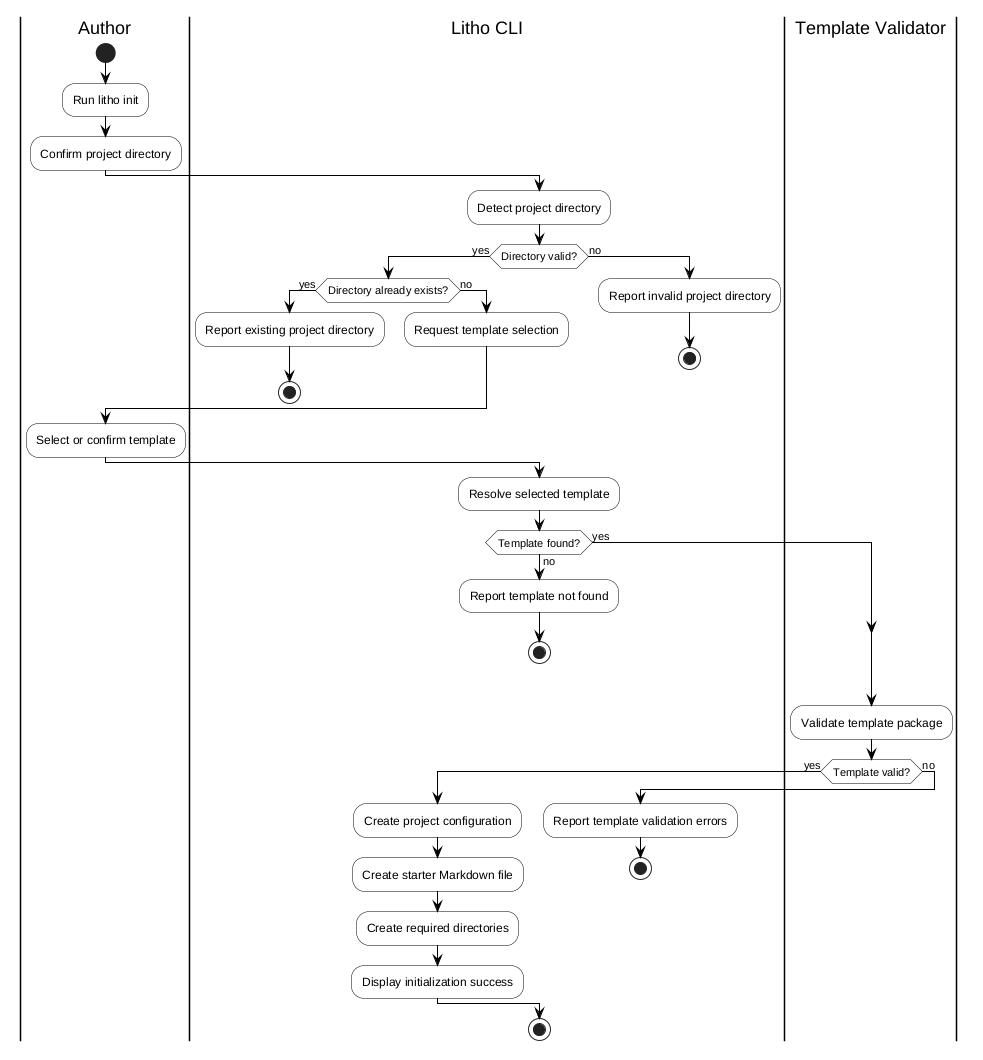 Author
Litho CLI
Template Validator
Run litho init
Confirm project directory
Detect project directory
yes
Directory valid?
no
yes
Directory already exists?
no
Report invalid project directory
Report existing project directory
Request template selection
Select or confirm template
Resolve selected template
Template found?
yes
no
Report template not found
Validate template package
yes
Template valid?
no
Create project configuration
Report template validation errors
Create starter Markdown file
Create required directories
Display initialization success